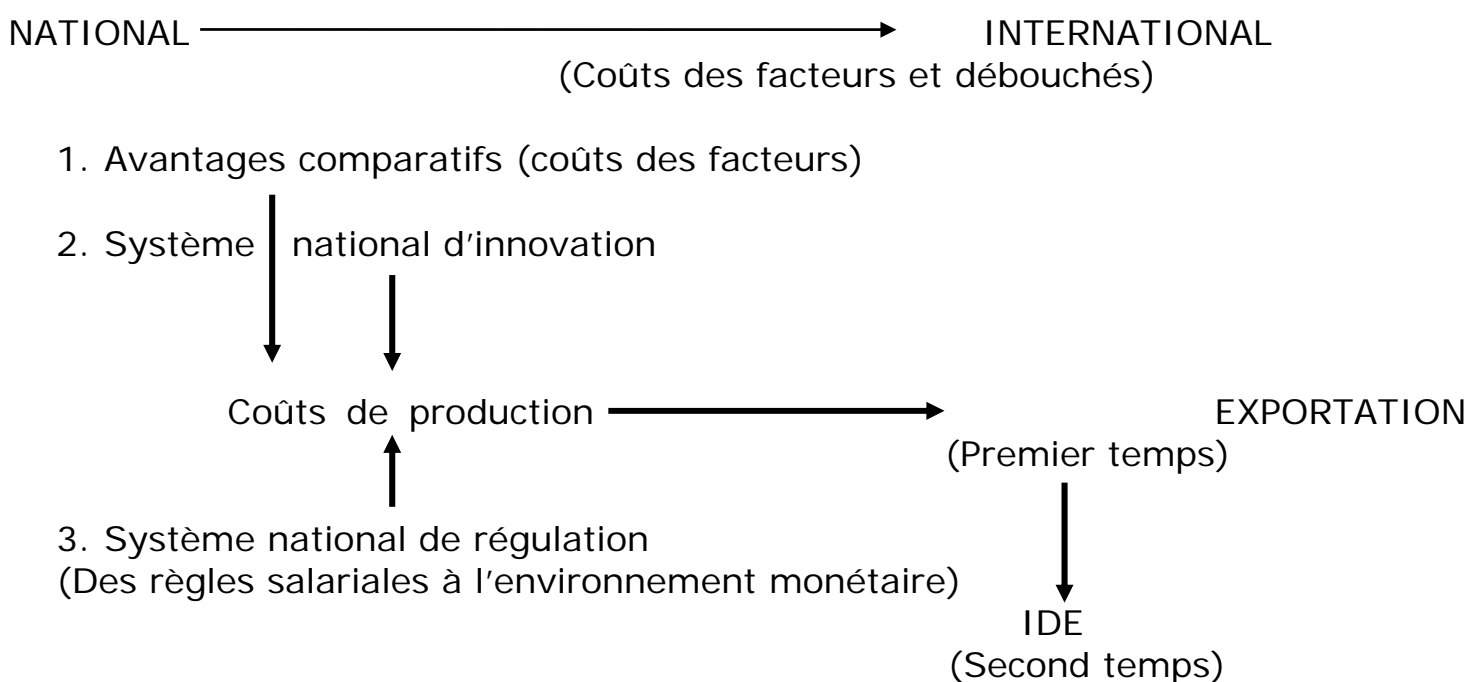 NATIONAL INTERNATIONAL
(Coûts des facteurs et débouchés)
1. Avantages comparatifs (coûts des facteurs)
2. Système national d’innovation
Coûts de production EXPORTATION
(Premier temps)
3. Système national de régulation
(Des règles salariales à l’environnement monétaire)
IDE
(Second temps)